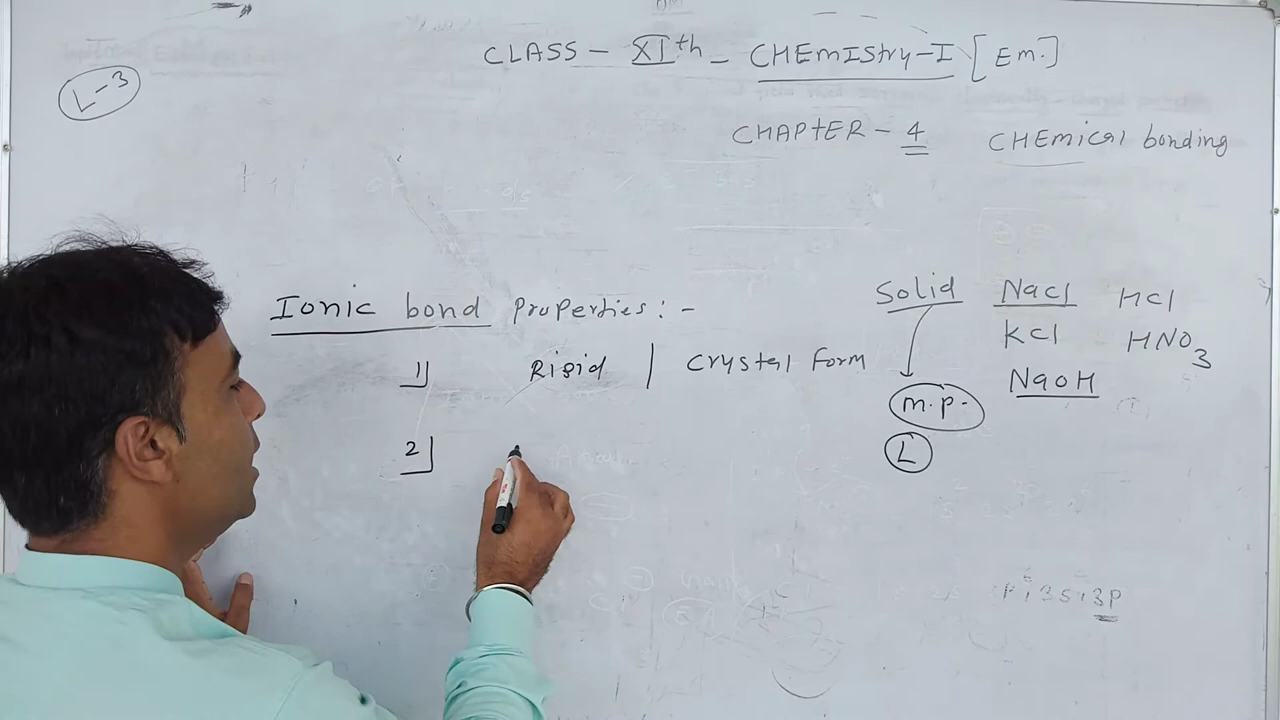 L-3
CLASS - XIth - CHEMIStry-I [Em.]
CHAPtER - 4 CHEMical bonding
Ionic bond Properties:-
1] Rigid | Crystal Form
2]
Solid NaCl HCl
KCl HNO3
NaOH
m.p.
L